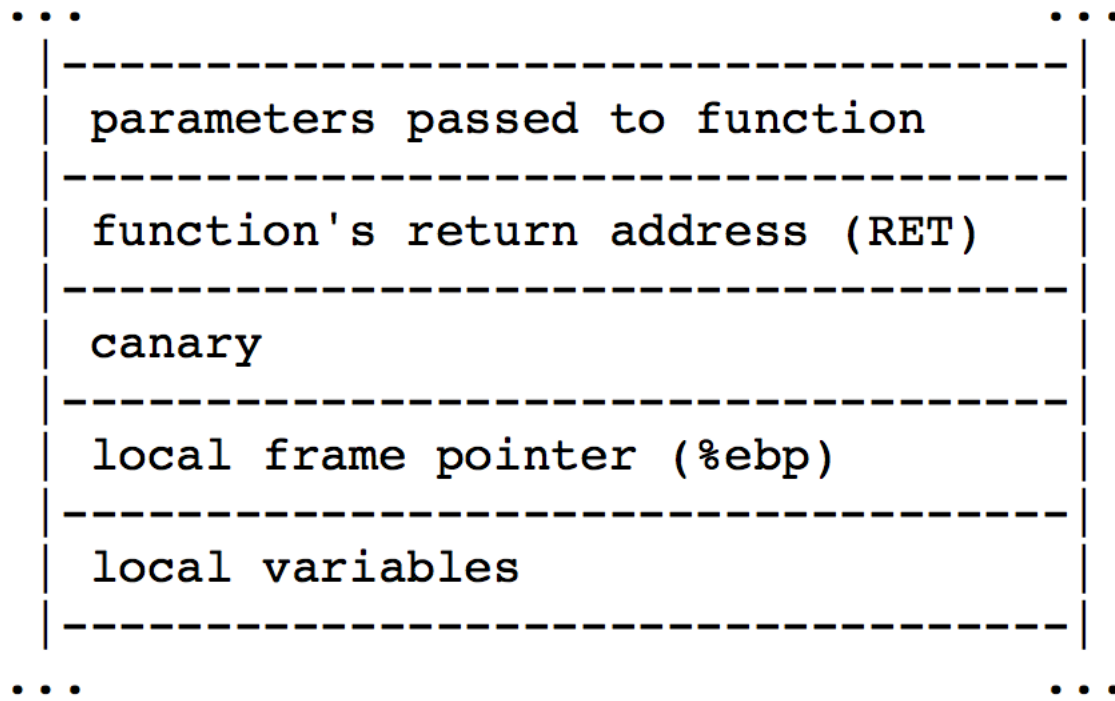 ...                                    ...
|-----------------------------------|
| parameters passed to function |
|-----------------------------------|
| function's return address (RET) |
|-----------------------------------|
| canary |
|-----------------------------------|
| local frame pointer (%ebp) |
|-----------------------------------|
| local variables |
|-----------------------------------|
...                                    ...